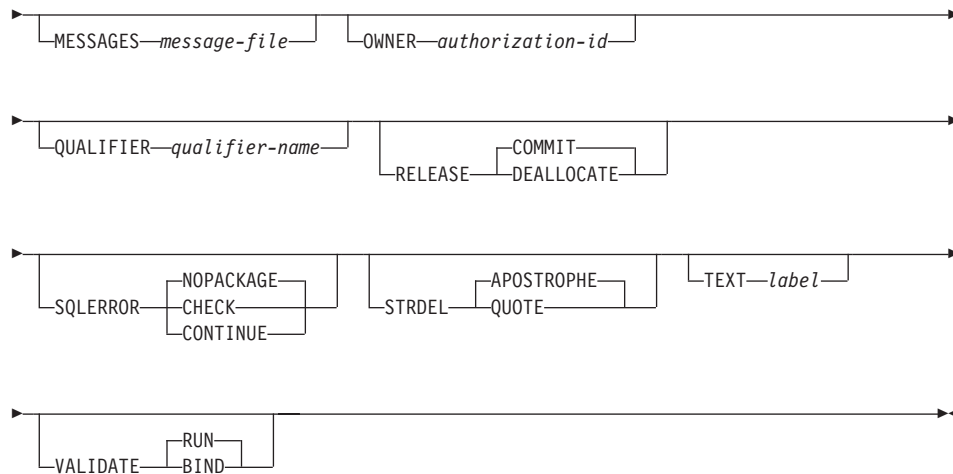 MESSAGES message-file OWNER authorization-id
QUALIFIER qualifier-name COMMIT
RELEASE DEALLOCATE
NOPACKAGE APOSTROPHE TEXT label
SQLERROR CHECK STRDEL QUOTE
CONTINUE
RUN
VALIDATE BIND